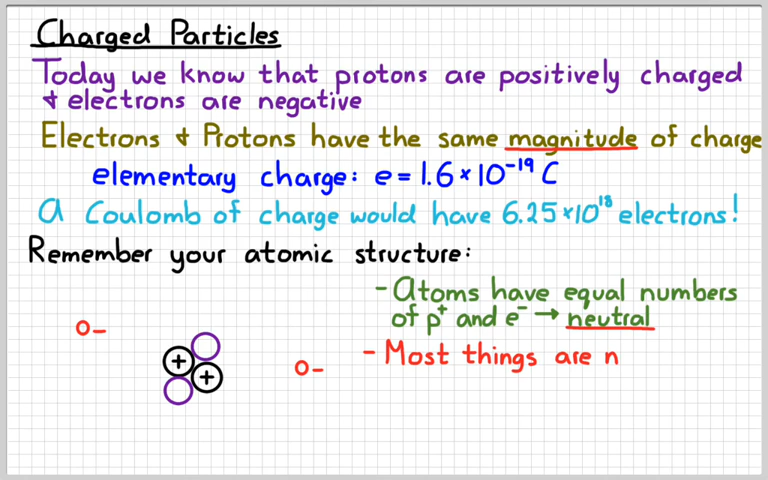 Charged Particles
Today we know that protons are positively charged
& electrons are negative
Electrons & Protons have the same magnitude of charge
elementary charge: e = 1.6 × 10⁻¹⁹ C
A Coulomb of charge would have 6.25 × 10¹⁸ electrons!
Remember your atomic structure:
- Atoms have equal numbers
of p⁺ and e⁻ → neutral
- Most things are n
o-
+
+
o-